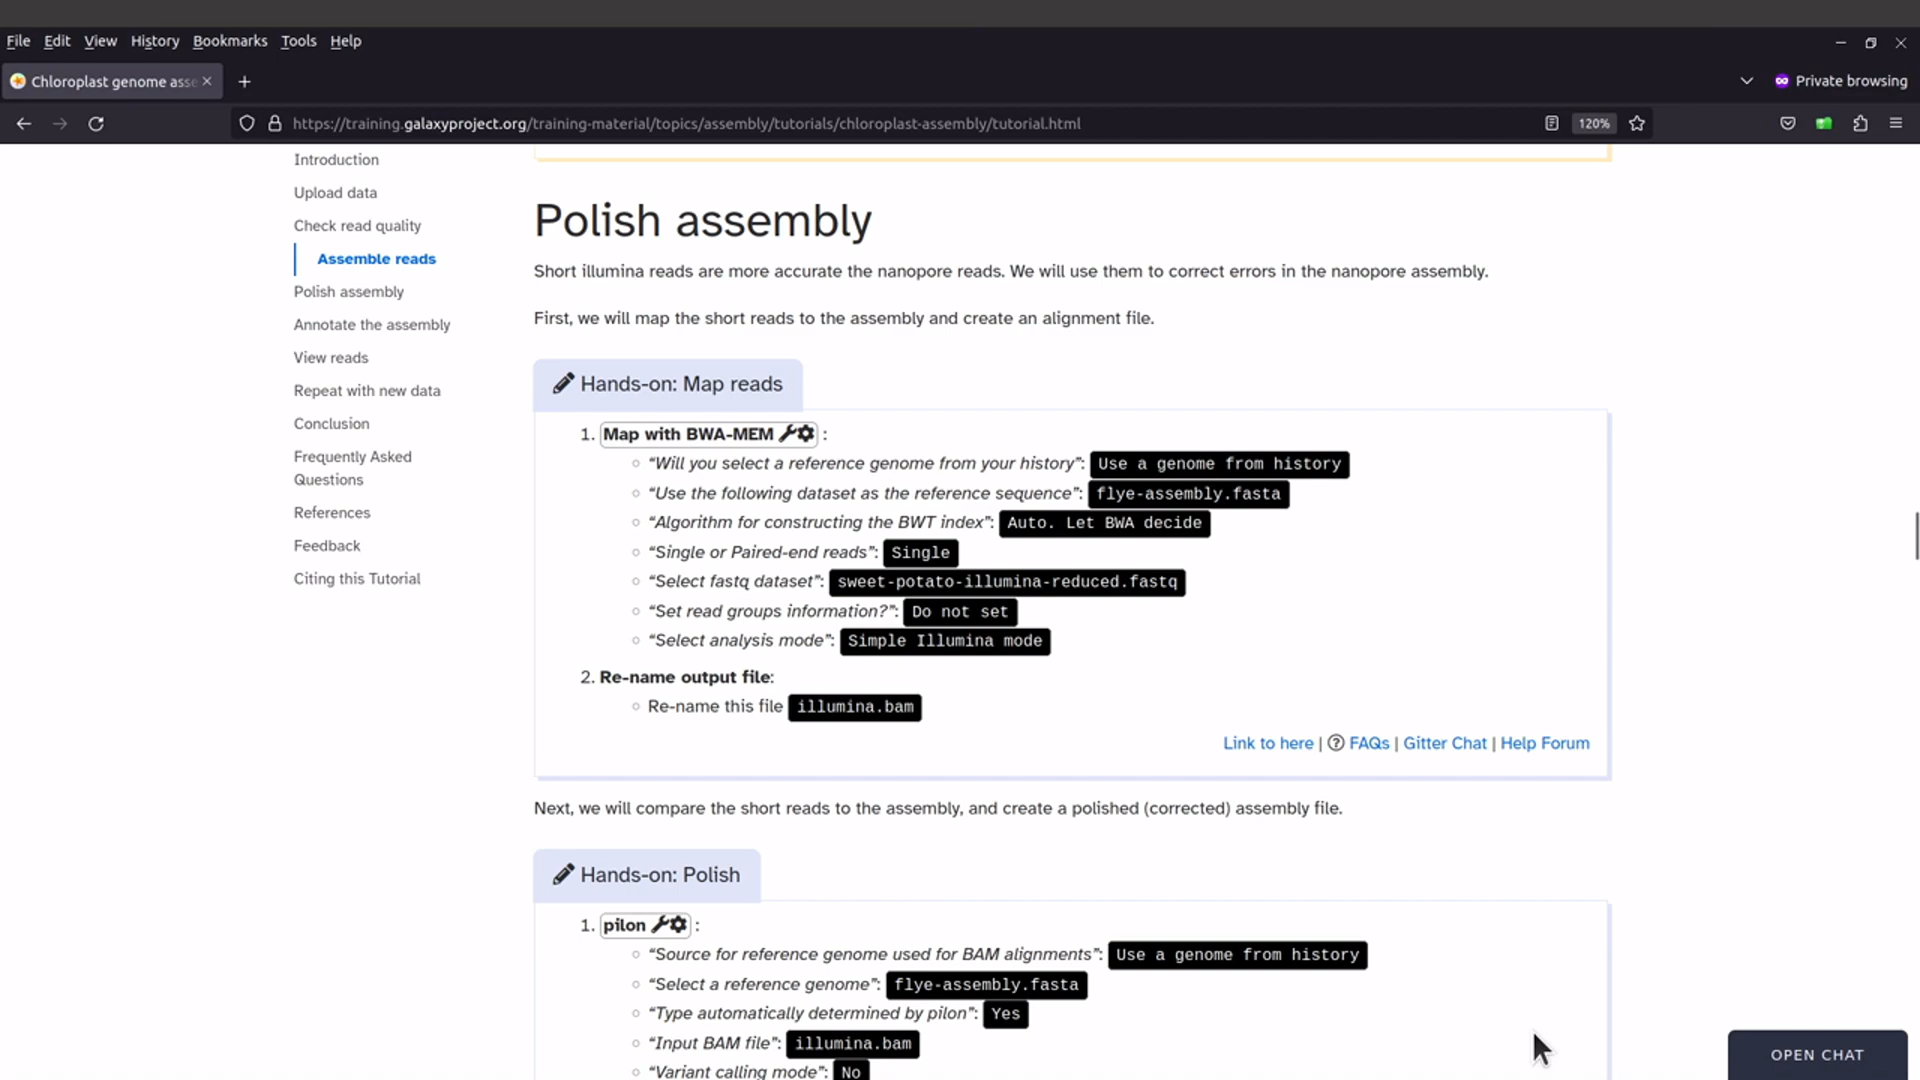 File Edit View History Bookmarks Tools Help
Chloroplast genome asse
Private browsing
https://training.galaxyproject.org/training-material/topics/assembly/tutorials/chloroplast-assembly/tutorial.html
120%
Introduction
Upload data
Check read quality
Assemble reads
Polish assembly
Annotate the assembly
View reads
Repeat with new data
Conclusion
Frequently Asked
Questions
References
Feedback
Citing this Tutorial
Polish assembly
Short illumina reads are more accurate the nanopore reads. We will use them to correct errors in the nanopore assembly.
First, we will map the short reads to the assembly and create an alignment file.
Hands-on: Map reads
1. Map with BWA-MEM :
“Will you select a reference genome from your history”: Use a genome from history
“Use the following dataset as the reference sequence”: flye-assembly.fasta
“Algorithm for constructing the BWT index”: Auto. Let BWA decide
“Single or Paired-end reads”: Single
“Select fastq dataset”: sweet-potato-illumina-reduced.fastq
“Set read groups information?”: Do not set
“Select analysis mode”: Simple Illumina mode
2. Re-name output file:
Re-name this file illumina.bam
Link to here | FAQs | Gitter Chat | Help Forum
Next, we will compare the short reads to the assembly, and create a polished (corrected) assembly file.
Hands-on: Polish
1. pilon :
“Source for reference genome used for BAM alignments”: Use a genome from history
“Select a reference genome”: flye-assembly.fasta
“Type automatically determined by pilon”: Yes
“Input BAM file”: illumina.bam
“Variant calling mode”: No
OPEN CHAT